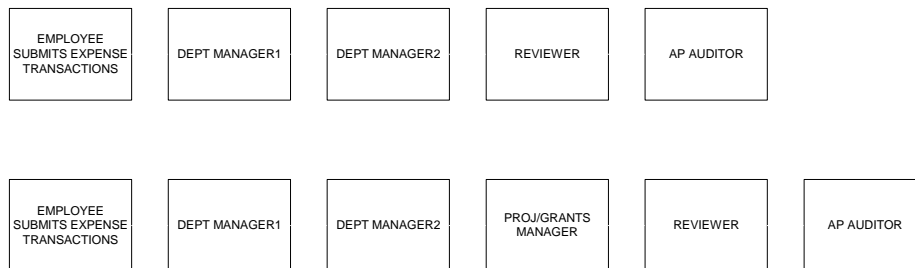 EMPLOYEE
SUBMITS EXPENSE
TRANSACTIONS
DEPT MANAGER1
DEPT MANAGER2
REVIEWER
AP AUDITOR
EMPLOYEE
SUBMITS EXPENSE
TRANSACTIONS
DEPT MANAGER1
DEPT MANAGER2
PROJ/GRANTS
MANAGER
REVIEWER
AP AUDITOR